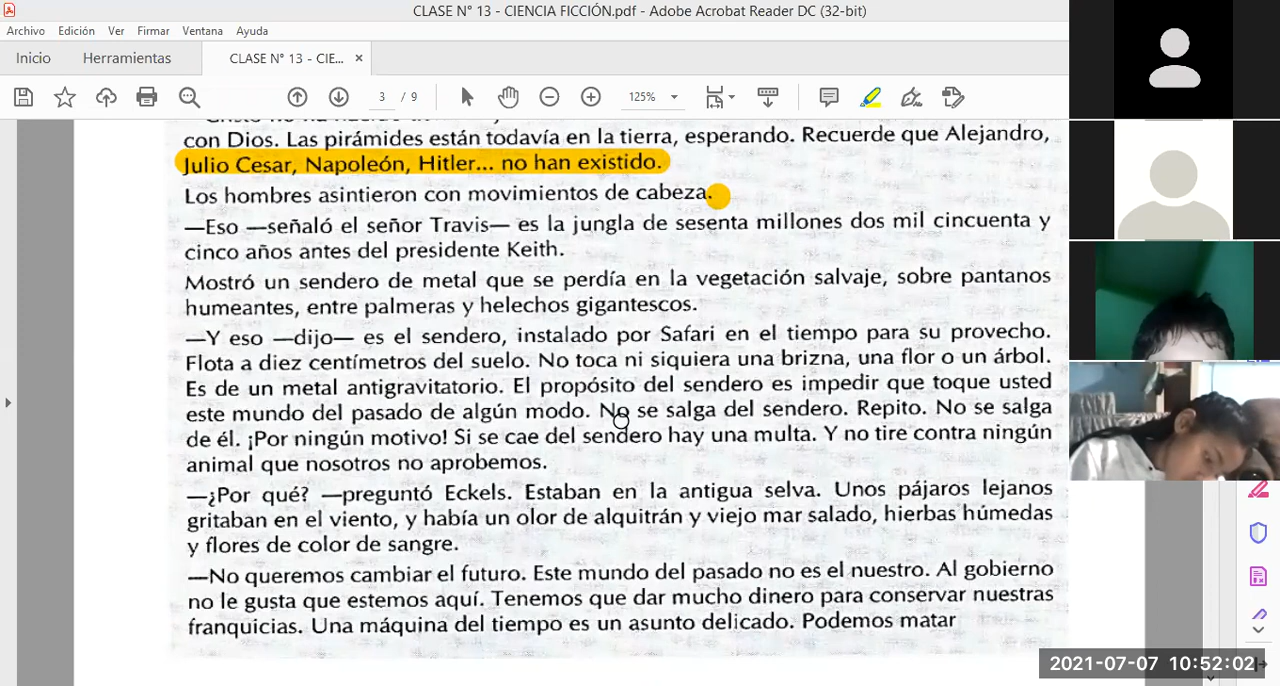 CLASE N° 13 - CIENCIA FICCIÓN.pdf - Adobe Acrobat Reader DC (32-bit)
Archivo Edición Ver Firmar Ventana Ayuda
Inicio Herramientas CLASE N° 13 - CIE... ×
3 / 9 125%
con Dios. Las pirámides están todavía en la tierra, esperando. Recuerde que Alejandro,
Julio Cesar, Napoleón, Hitler... no han existido.
Los hombres asintieron con movimientos de cabeza.
—Eso —señaló el señor Travis— es la jungla de sesenta millones dos mil cincuenta y
cinco años antes del presidente Keith.
Mostró un sendero de metal que se perdía en la vegetación salvaje, sobre pantanos
humeantes, entre palmeras y helechos gigantescos.
—Y eso —dijo— es el sendero, instalado por Safari en el tiempo para su provecho.
Flota a diez centímetros del suelo. No toca ni siquiera una brizna, una flor o un árbol.
Es de un metal antigravitatorio. El propósito del sendero es impedir que toque usted
este mundo del pasado de algún modo. No se salga del sendero. Repito. No se salga
de él. ¡Por ningún motivo! Si se cae del sendero hay una multa. Y no tire contra ningún
animal que nosotros no aprobemos.
—¿Por qué? —preguntó Eckels. Estaban en la antigua selva. Unos pájaros lejanos
gritaban en el viento, y había un olor de alquitrán y viejo mar salado, hierbas húmedas
y flores de color de sangre.
—No queremos cambiar el futuro. Este mundo del pasado no es el nuestro. Al gobierno
no le gusta que estemos aquí. Tenemos que dar mucho dinero para conservar nuestras
franquicias. Una máquina del tiempo es un asunto delicado. Podemos matar
2021-07-07 10:52:02